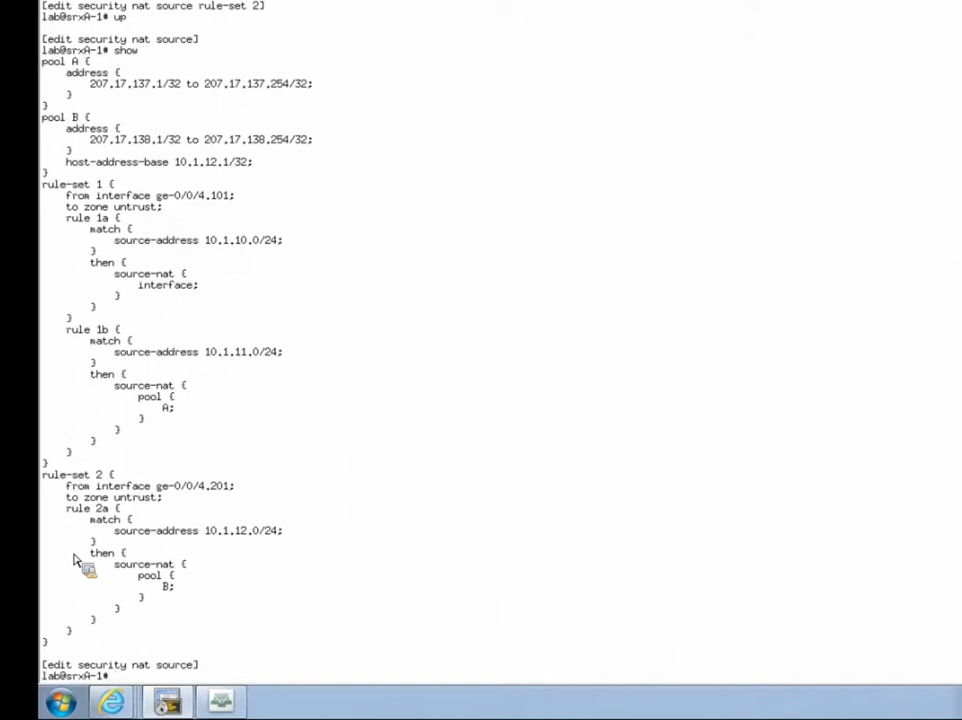 [edit security nat source rule-set 2]
lab@srxA-1# up
[edit security nat source]
lab@srxA-1# show
pool A {
address {
207.17.137.1/32 to 207.17.137.254/32;
}
}
pool B {
address {
207.17.138.1/32 to 207.17.138.254/32;
}
host-address-base 10.1.12.1/32;
}
rule-set 1 {
from interface ge-0/0/4.101;
to zone untrust;
rule 1a {
match {
source-address 10.1.10.0/24;
}
then {
source-nat {
interface;
}
}
}
rule 1b {
match {
source-address 10.1.11.0/24;
}
then {
source-nat {
pool {
A;
}
}
}
}
}
rule-set 2 {
from interface ge-0/0/4.201;
to zone untrust;
rule 2a {
match {
source-address 10.1.12.0/24;
}
then {
source-nat {
pool {
B;
}
}
}
}
}
[edit security nat source]
lab@srxA-1#